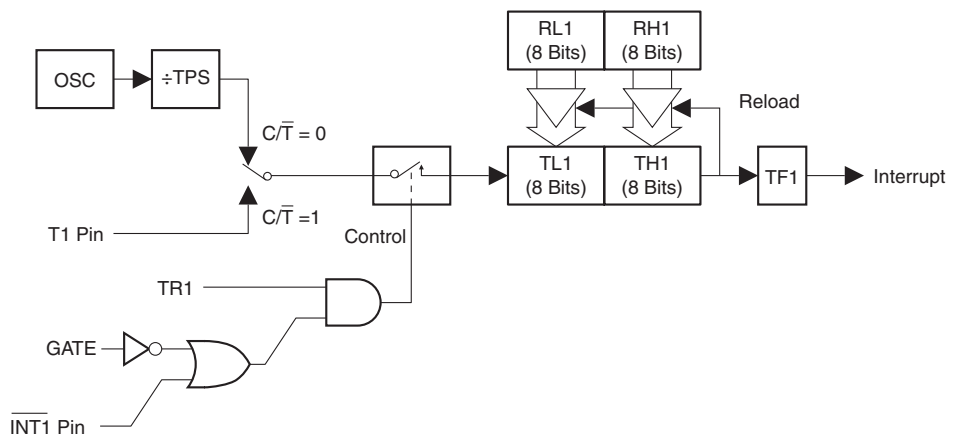 RL1
(8 Bits)
RH1
(8 Bits)
OSC
÷TPS
Reload
C/T̅ = 0
TL1
(8 Bits)
TH1
(8 Bits)
TF1
Interrupt
C/T̅ =1
T1 Pin
Control
TR1
GATE
I̅N̅T̅1̅ Pin